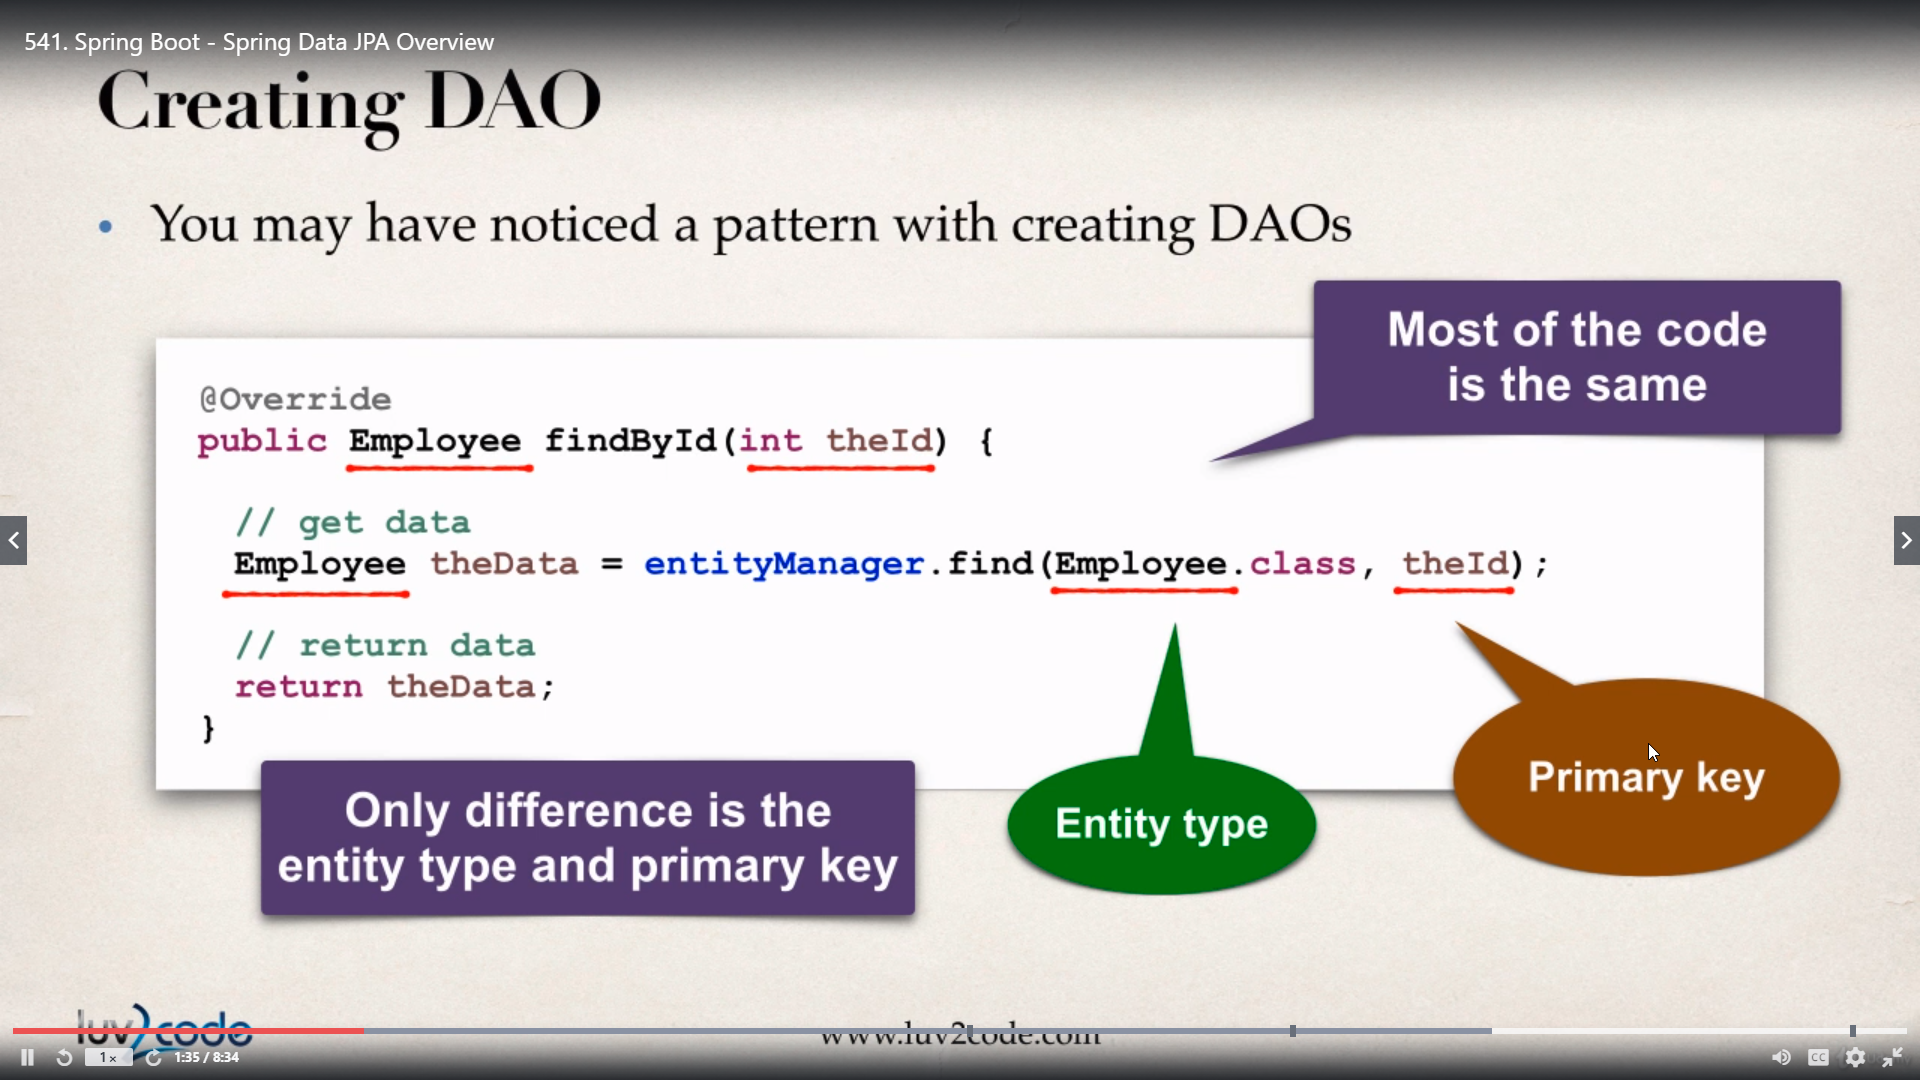 541. Spring Boot - Spring Data JPA Overview
Creating DAO
• You may have noticed a pattern with creating DAOs
Most of the code
is the same
@Override
public Employee findById(int theId) {
// get data
Employee theData = entityManager.find(Employee.class, theId);
// return data
return theData;
}
Only difference is the
entity type and primary key
Entity type
Primary key
luv2code
www.luv2code.com
1x
1:35 / 8:34
CC